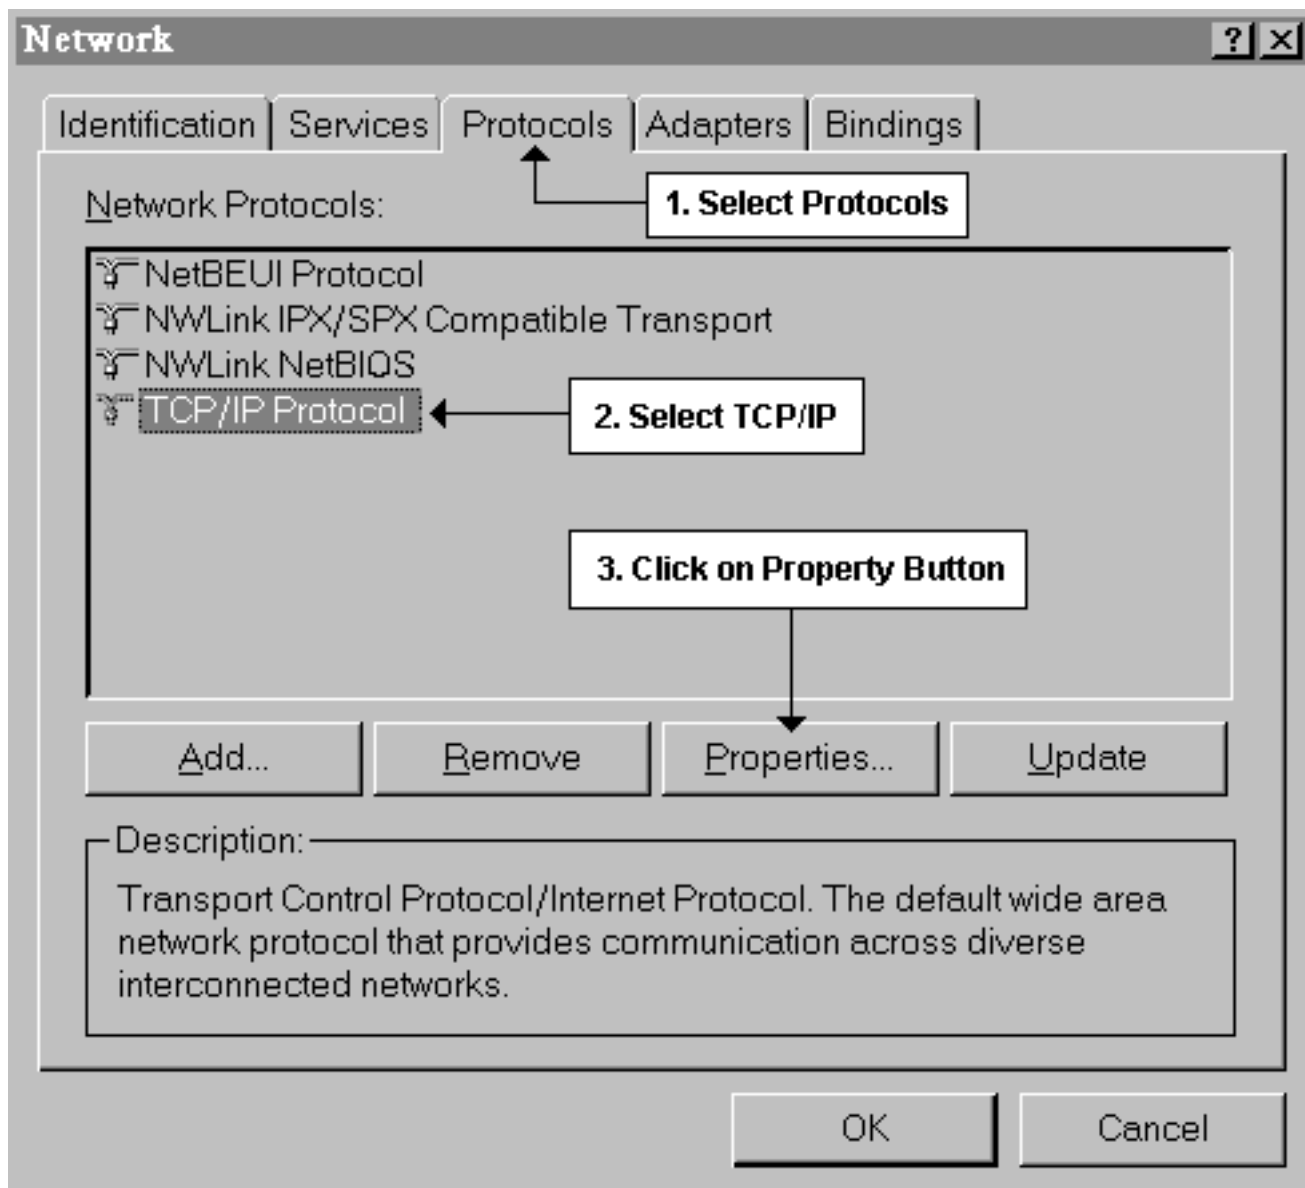 Network
Identification Services Protocols Adapters Bindings
1. Select Protocols
Network Protocols:
NetBEUI Protocol
NWLink IPX/SPX Compatible Transport
NWLink NetBIOS
TCP/IP Protocol
2. Select TCP/IP
3. Click on Property Button
Add... Remove Properties... Update
Description:
Transport Control Protocol/Internet Protocol. The default wide area
network protocol that provides communication across diverse
interconnected networks.
OK Cancel